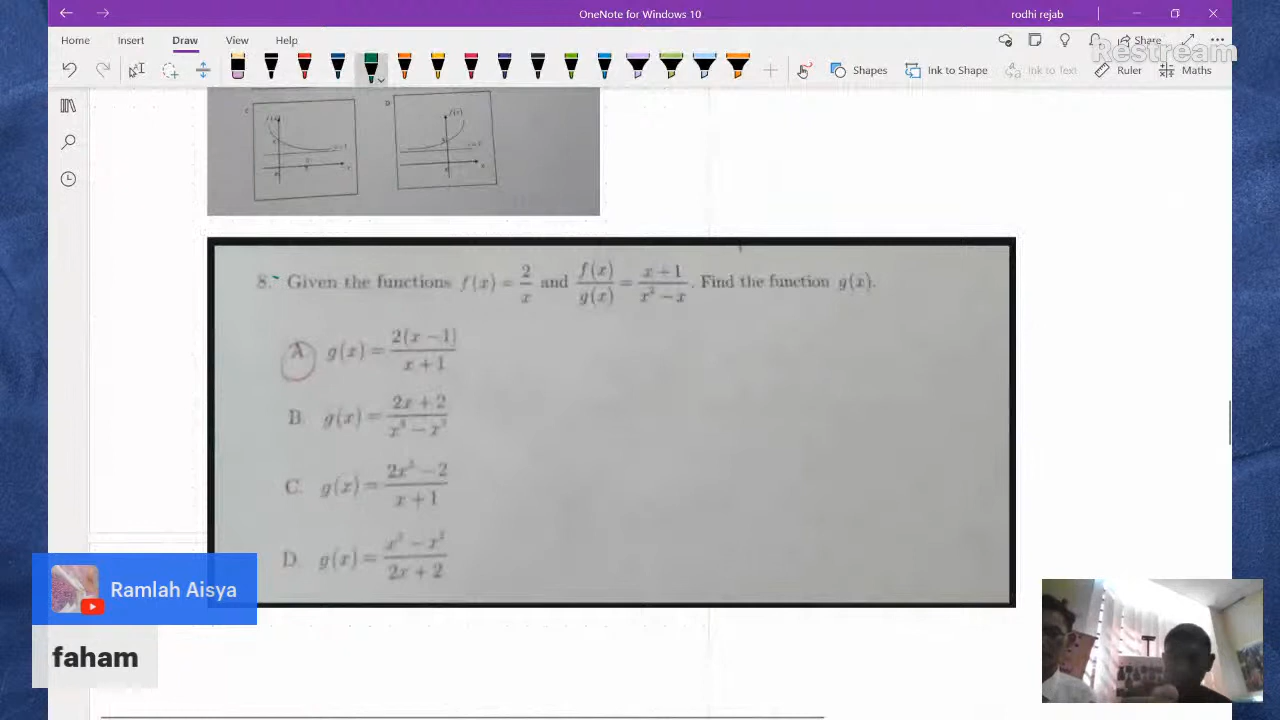 OneNote for Windows 10
rodhi rejab
Home Insert Draw View Help
Share
Restream
Shapes Ink to Shape Ink to Text Ruler Maths
C
D
f(x)
8. Given the functions f(x) = 2/x and f(x)/g(x) = (x + 1)/(x² − x). Find the function g(x).
A g(x) = 2(x − 1)/(x + 1)
B. g(x) = (2x + 2)/(x³ − x²)
C. g(x) = (2x² − 2)/(x + 1)
D. g(x) = (x³ − x²)/(2x + 2)
Ramlah Aisya
faham